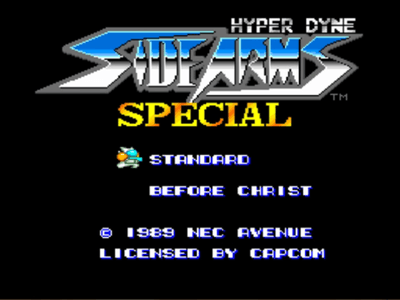 HYPER DYNE
SIDE ARMS
TM
SPECIAL
STANDARD
BEFORE CHRIST
© 1989 NEC AVENUE
LICENSED BY CAPCOM